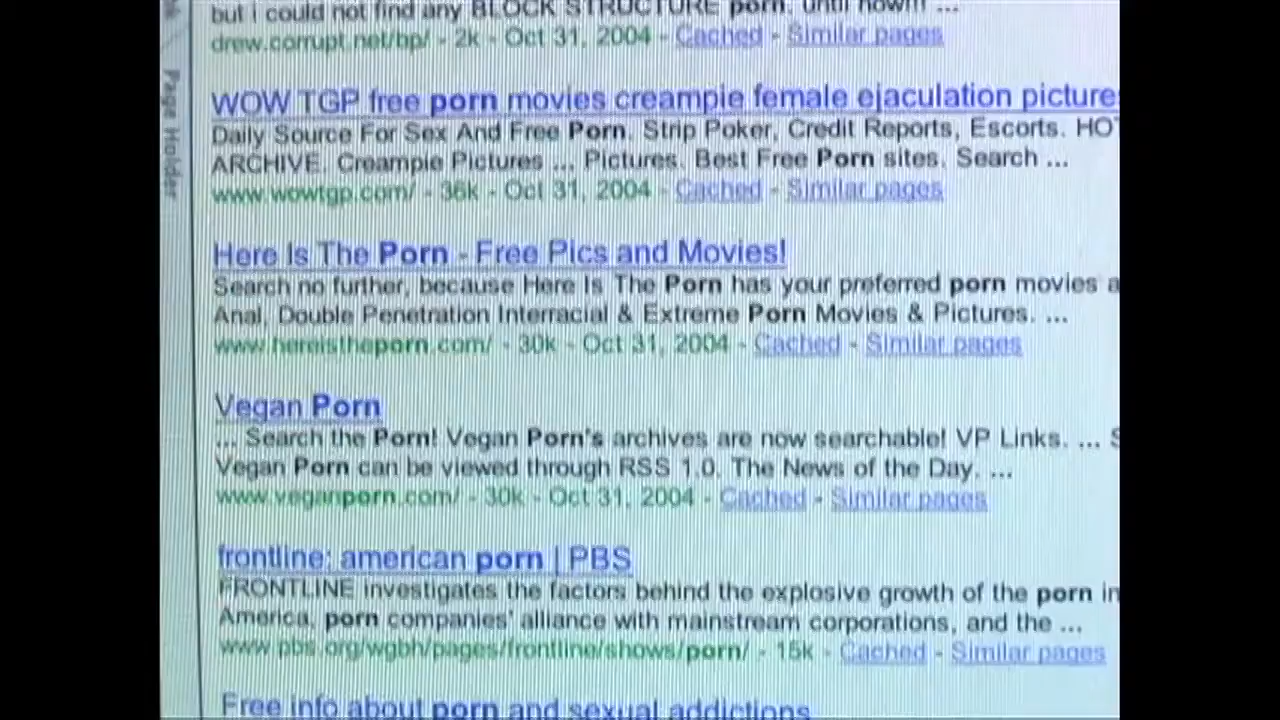 but I could not find any BLOCK STRUCTURE porn, until now!!! ...
drew.corrupt.net/bp/ - 2k - Oct 31, 2004 - Cached - Similar pages
Page Holder
WOW TGP free porn movies creampie female ejaculation picture
Daily Source For Sex And Free Porn. Strip Poker, Credit Reports, Escorts. HOT
ARCHIVE. Creampie Pictures ... Pictures. Best Free Porn sites. Search ...
www.wowtgp.com/ - 36k - Oct 31, 2004 - Cached - Similar pages
Here Is The Porn - Free Pics and Movies!
Search no further, because Here Is The Porn has your preferred porn movies a
Anal, Double Penetration Interracial & Extreme Porn Movies & Pictures. ...
www.hereistheporn.com/ - 30k - Oct 31, 2004 - Cached - Similar pages
Vegan Porn
... Search the Porn! Vegan Porn's archives are now searchable! VP Links. ... S
Vegan Porn can be viewed through RSS 1.0. The News of the Day. ...
www.veganporn.com/ - 30k - Oct 31, 2004 - Cached - Similar pages
frontline: american porn | PBS
FRONTLINE investigates the factors behind the explosive growth of the porn in
America, porn companies' alliance with mainstream corporations, and the ...
www.pbs.org/wgbh/pages/frontline/shows/porn/ - 15k - Cached - Similar pages
Free info about porn and sexual addictions